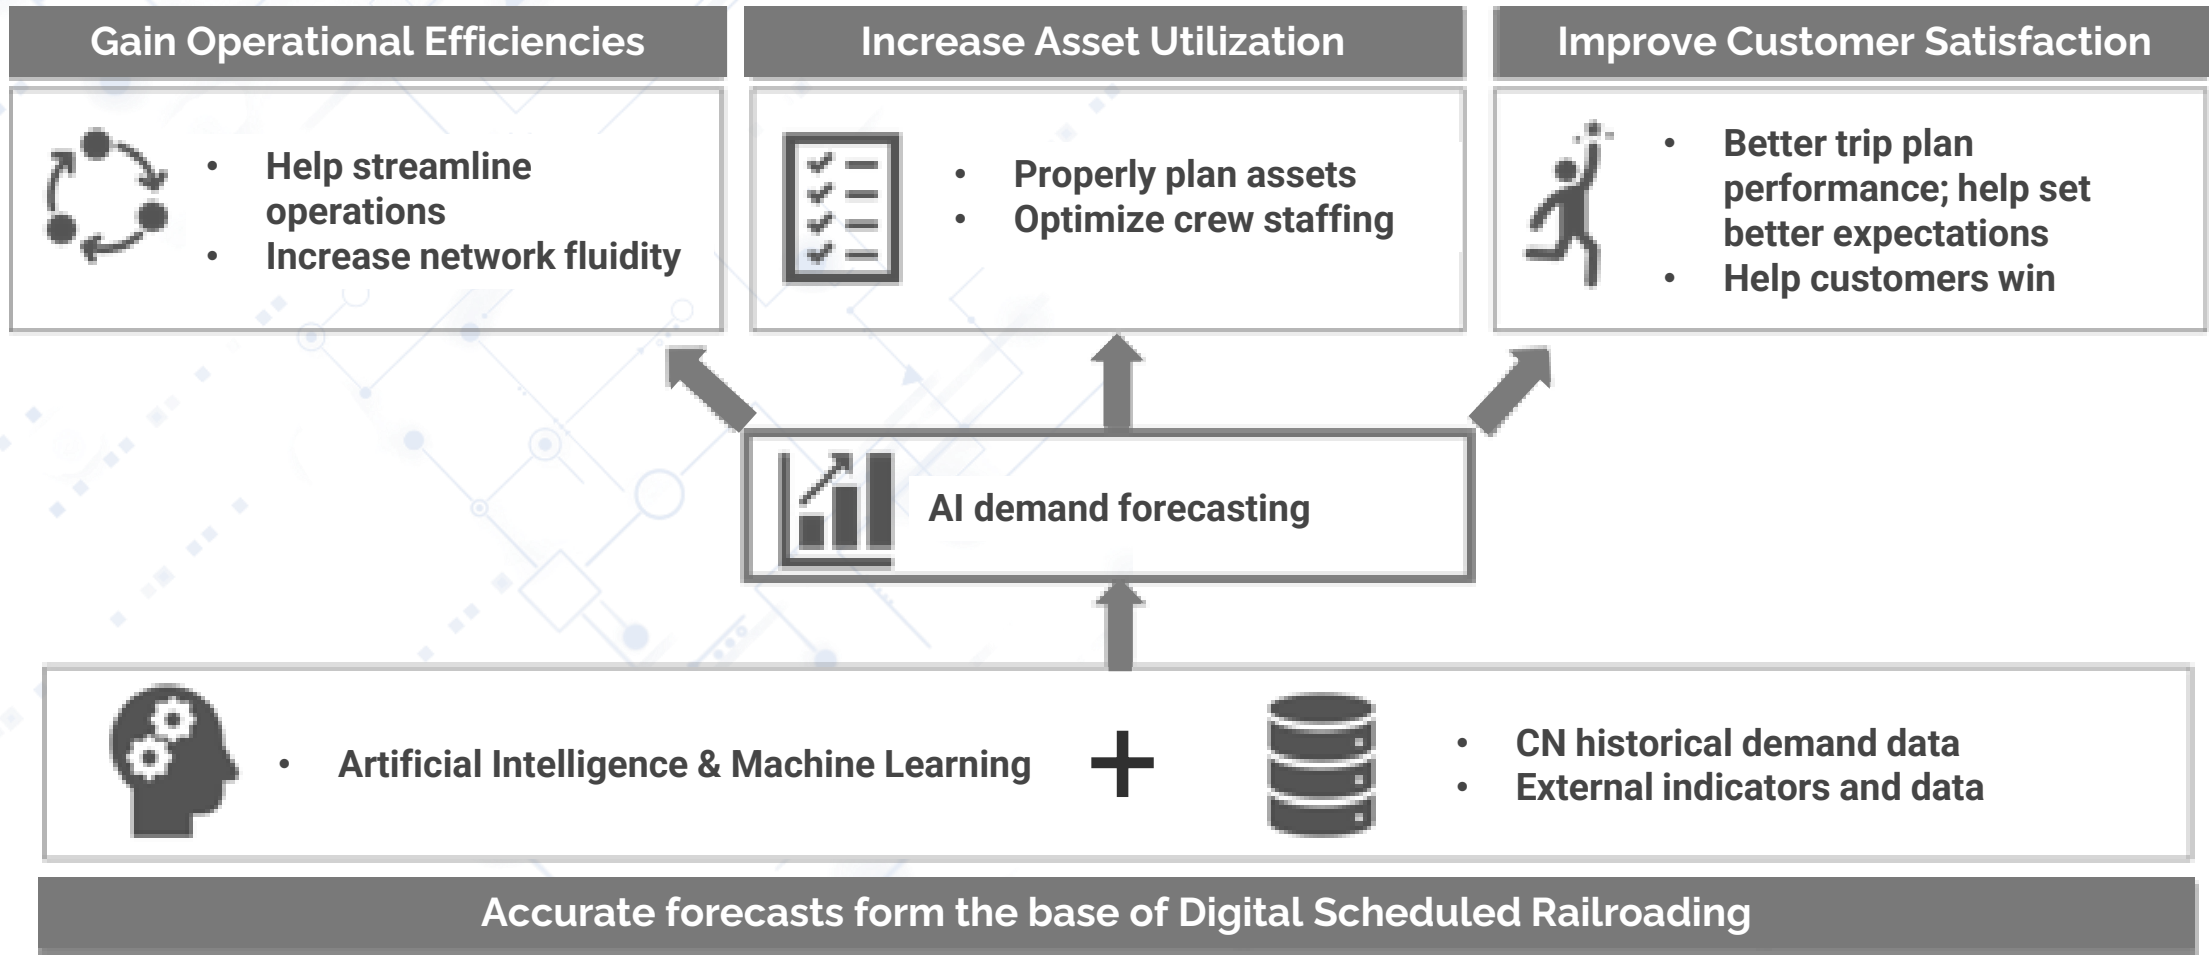 Gain Operational Efficiencies
Increase Asset Utilization
Improve Customer Satisfaction
• Help streamline
operations
• Increase network fluidity
• Properly plan assets
• Optimize crew staffing
• Better trip plan
performance; help set
better expectations
• Help customers win
AI demand forecasting
• Artificial Intelligence & Machine Learning
+
• CN historical demand data
• External indicators and data
Accurate forecasts form the base of Digital Scheduled Railroading